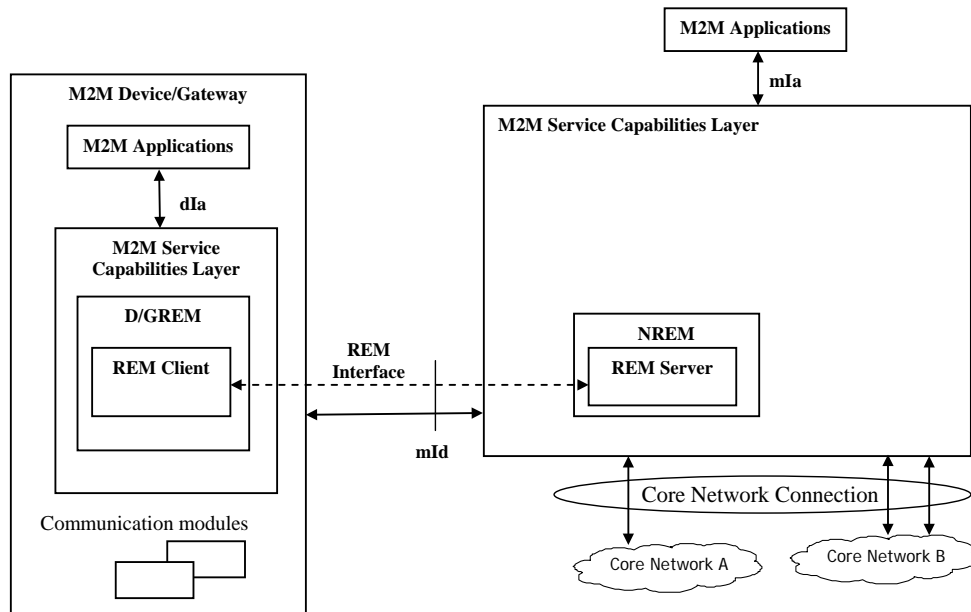 M2M Applications
mIa
M2M Device/Gateway
M2M Applications
dIa
M2M Service
Capabilities Layer
D/GREM
REM Client
REM
Interface
mId
M2M Service Capabilities Layer
NREM
REM Server
Core Network Connection
Core Network A
Core Network B
Communication modules